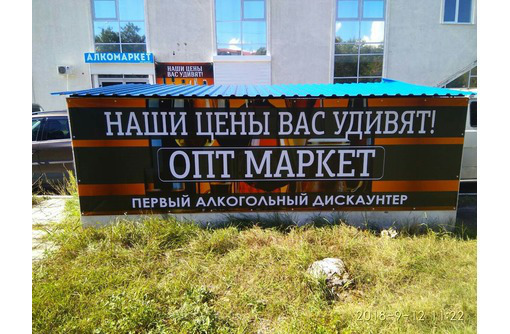 АЛКОМАРКЕТ
НАШИ ЦЕНЫ
ВАС УДИВЯТ!
НАШИ ЦЕНЫ ВАС УДИВЯТ!
ОПТ МАРКЕТ
ПЕРВЫЙ АЛКОГОЛЬНЫЙ ДИСКАУНТЕР
2018-9-12 11:22